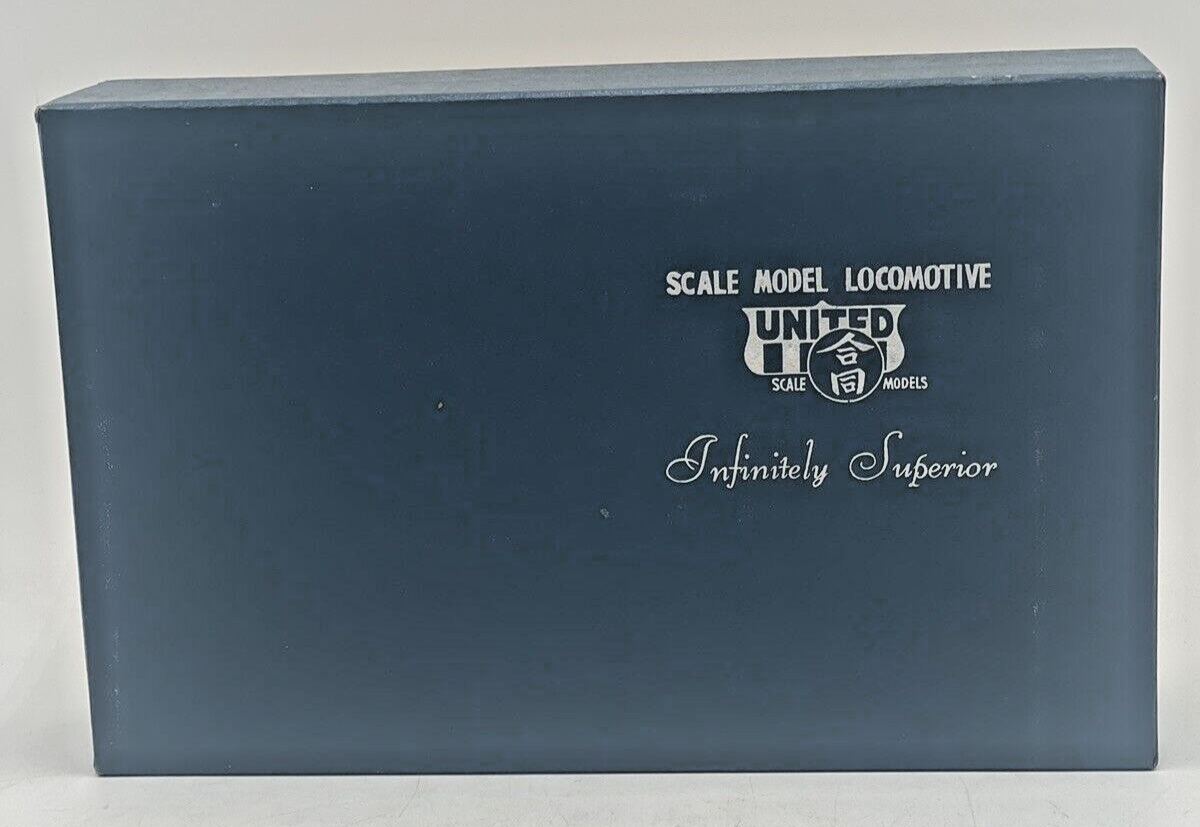 SCALE MODEL LOCOMOTIVE
UNITED
合同
SCALE MODELS
Infinitely Superior